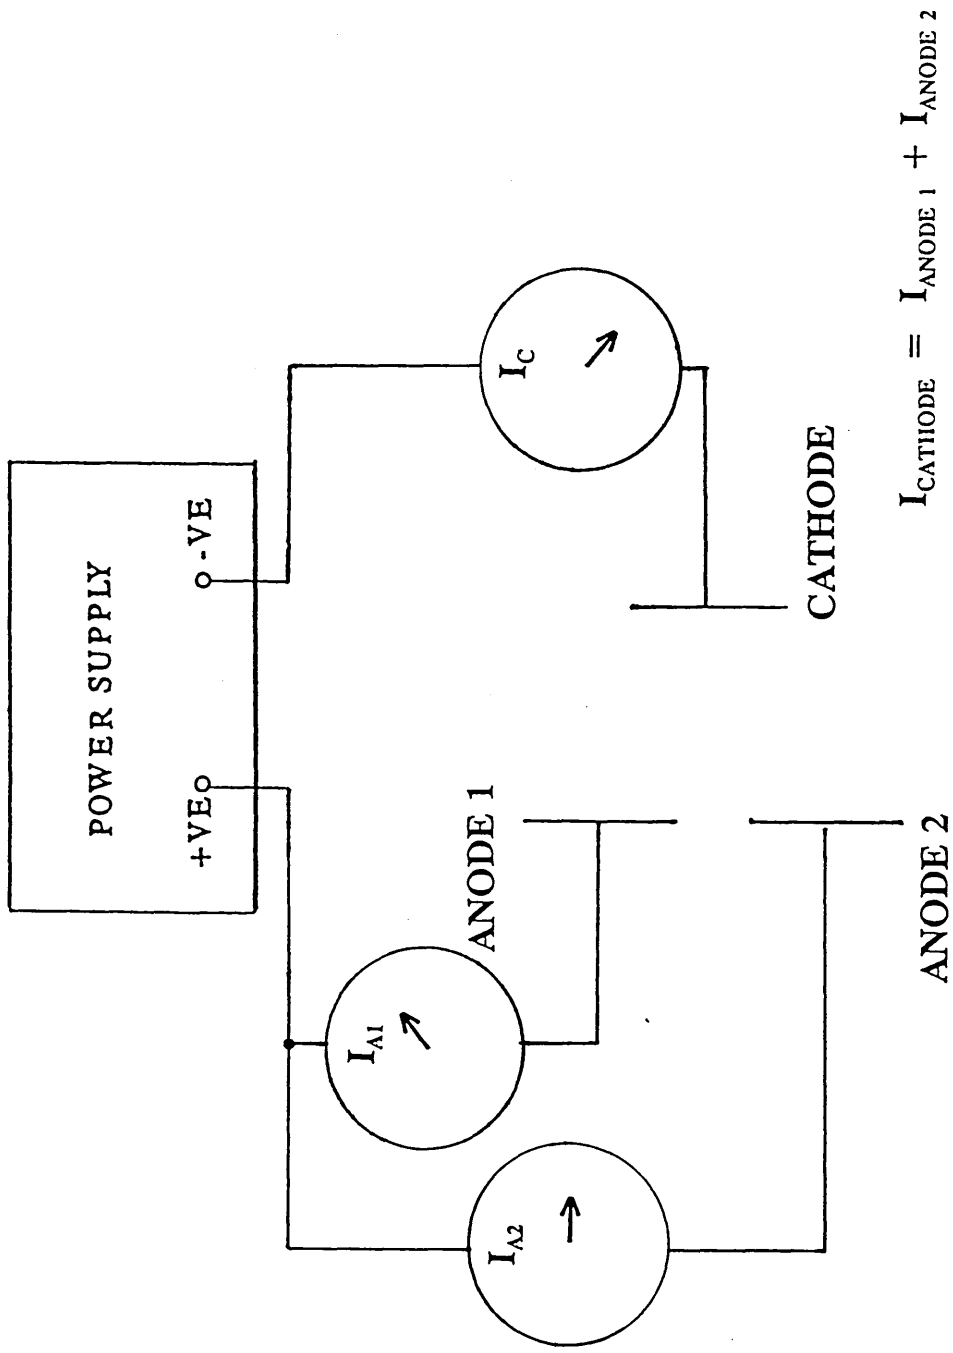 POWER SUPPLY
+VE
-VE
I_A1
I_A2
I_C
ANODE 1
ANODE 2
CATHODE
I_CATHODE = I_ANODE 1 + I_ANODE 2